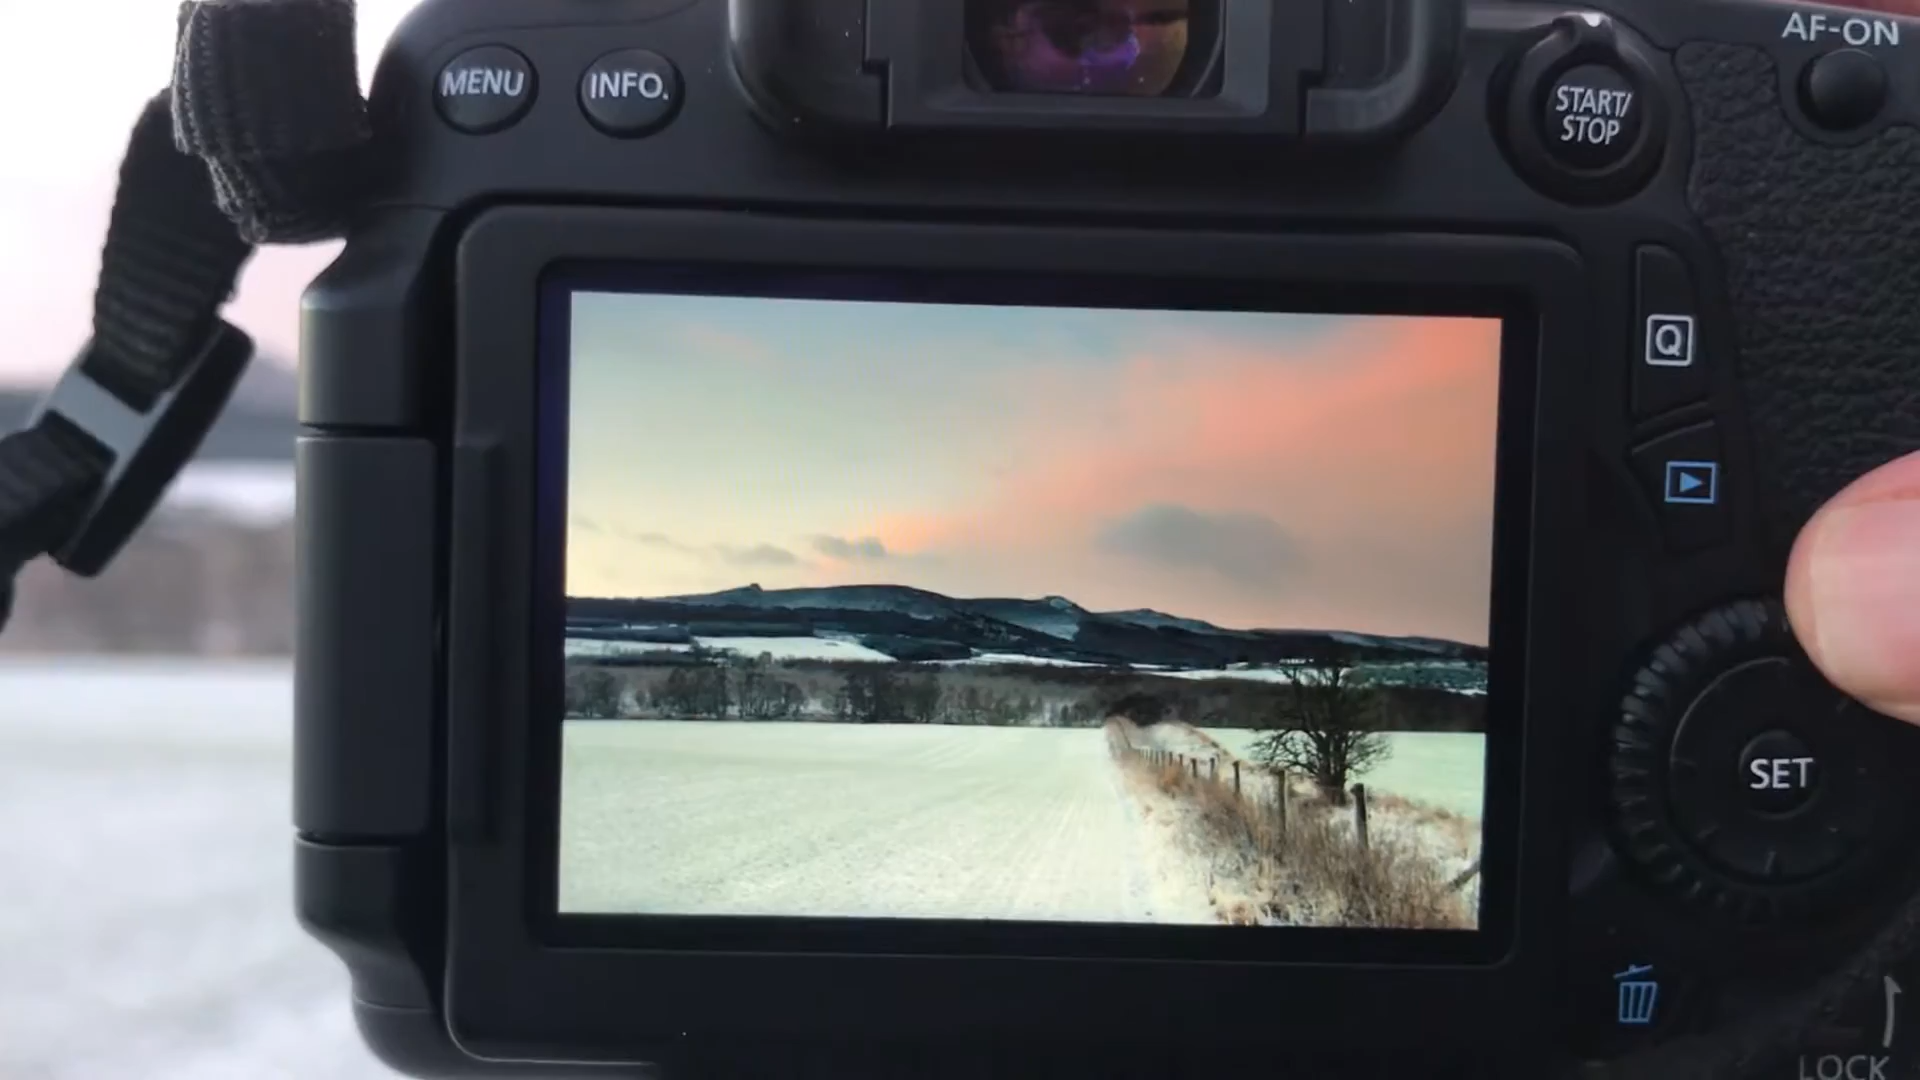 MENU
INFO.
START/
STOP
AF-ON
Q
SET
LOCK